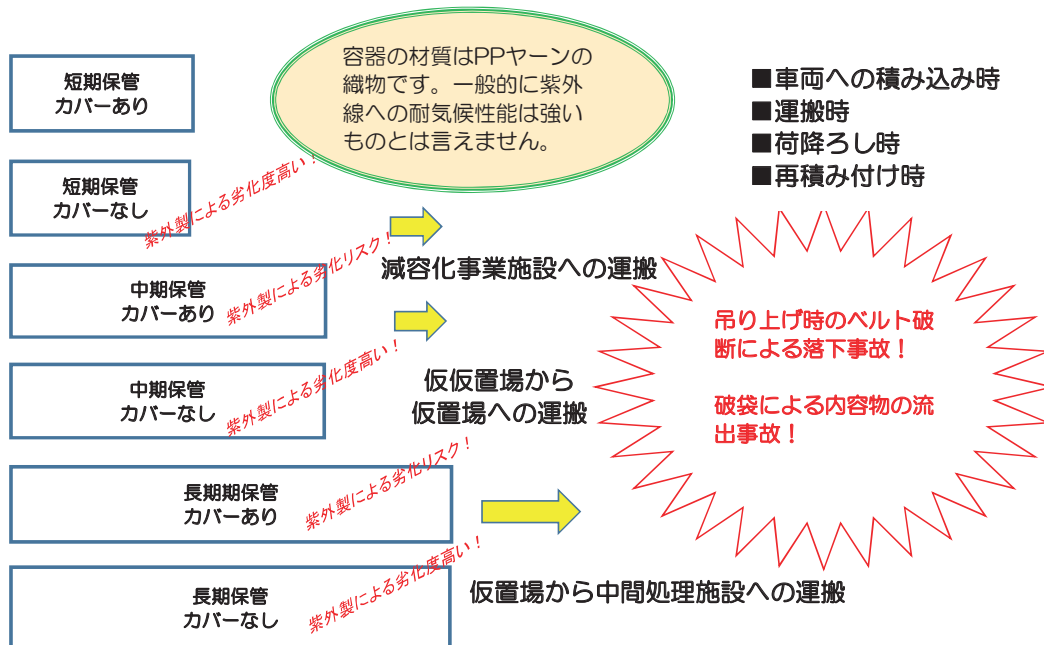 容器の材質はPPヤーンの
織物です。一般的に紫外
線への耐気候性能は強い
ものとは言えません。
短期保管
カバーあり
短期保管
カバーなし
紫外製による劣化度高い！
中期保管
カバーあり
紫外製による劣化リスク！
中期保管
カバーなし
紫外製による劣化度高い！
長期期保管
カバーあり
紫外製による劣化リスク！
長期保管
カバーなし
紫外製による劣化度高い！
減容化事業施設への運搬
仮仮置場から
仮置場への運搬
仮置場から中間処理施設への運搬
■車両への積み込み時
■運搬時
■荷降ろし時
■再積み付け時
吊り上げ時のベルト破
断による落下事故！
破袋による内容物の流
出事故！